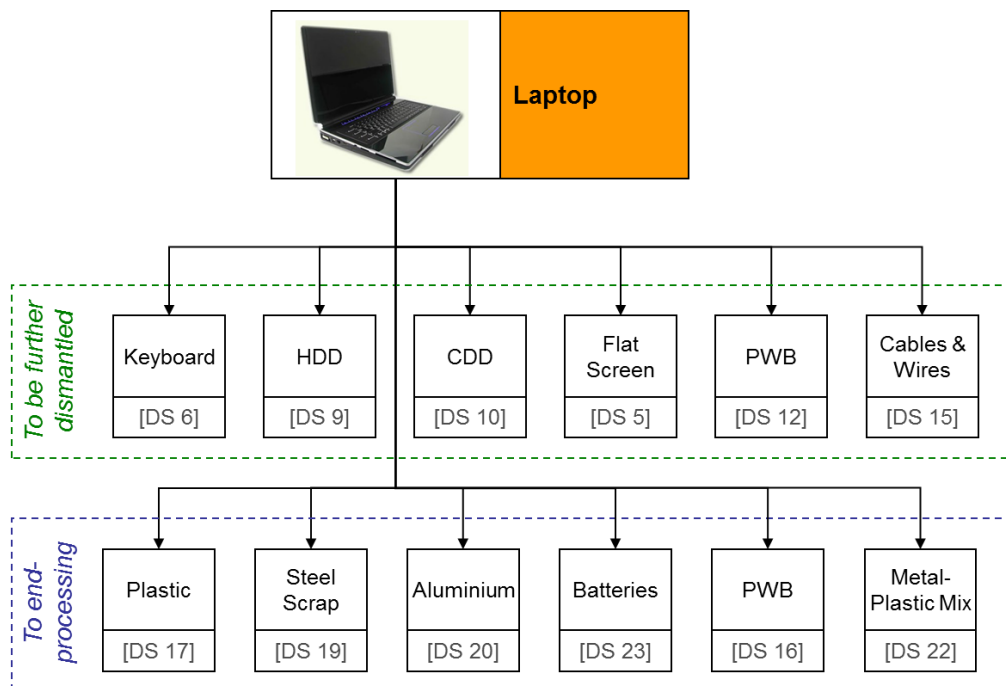 Laptop
To be further
dismantled
Keyboard
[DS 6]
HDD
[DS 9]
CDD
[DS 10]
Flat
Screen
[DS 5]
PWB
[DS 12]
Cables &
Wires
[DS 15]
To end-
processing
Plastic
[DS 17]
Steel
Scrap
[DS 19]
Aluminium
[DS 20]
Batteries
[DS 23]
PWB
[DS 16]
Metal-
Plastic Mix
[DS 22]